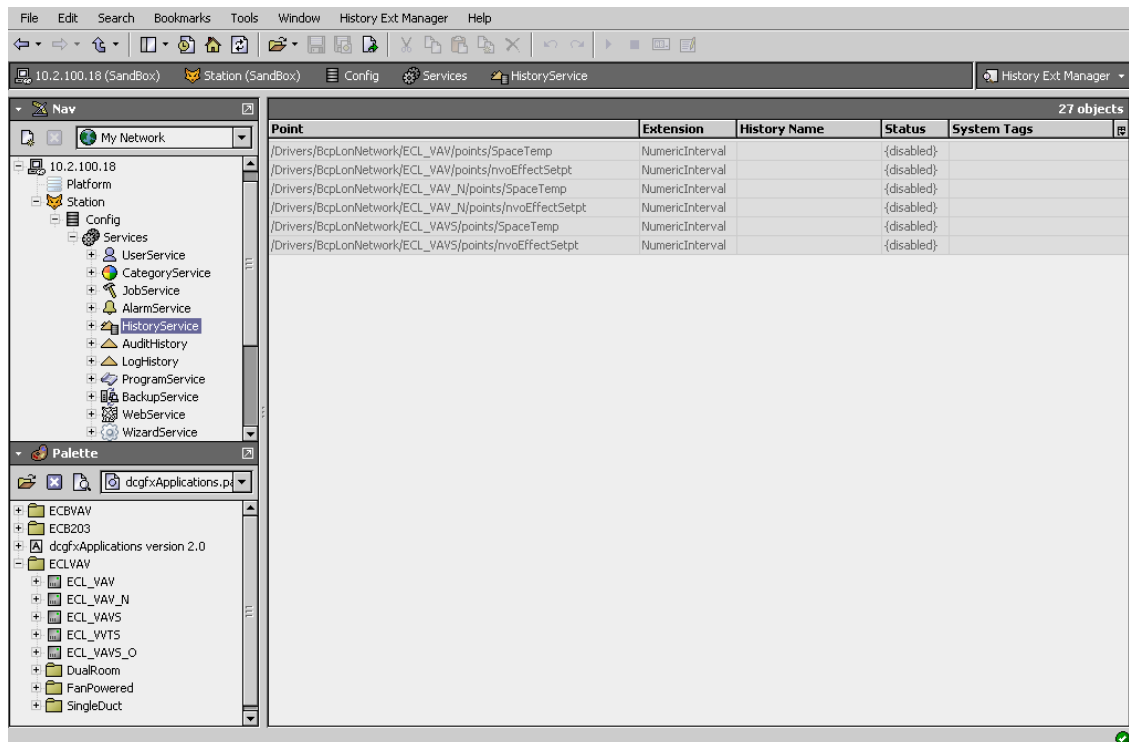 File Edit Search Bookmarks Tools Window History Ext Manager Help
10.2.100.18 (SandBox) Station (SandBox) Config Services HistoryService History Ext Manager
Nav
My Network
10.2.100.18
Platform
Station
Config
Services
UserService
CategoryService
JobService
AlarmService
HistoryService
AuditHistory
LogHistory
ProgramService
BackupService
WebService
WizardService
Palette
dcgfxApplications.pa
ECBVAV
ECB203
dcgfxApplications version 2.0
ECLVAV
ECL_VAV
ECL_VAV_N
ECL_VAVS
ECL_VVTS
ECL_VAVS_O
DualRoom
FanPowered
SingleDuct
27 objects
Point Extension History Name Status System Tags
/Drivers/BcpLonNetwork/ECL_VAV/points/SpaceTemp NumericInterval {disabled}
/Drivers/BcpLonNetwork/ECL_VAV/points/nvoEffectSetpt NumericInterval {disabled}
/Drivers/BcpLonNetwork/ECL_VAV_N/points/SpaceTemp NumericInterval {disabled}
/Drivers/BcpLonNetwork/ECL_VAV_N/points/nvoEffectSetpt NumericInterval {disabled}
/Drivers/BcpLonNetwork/ECL_VAVS/points/SpaceTemp NumericInterval {disabled}
/Drivers/BcpLonNetwork/ECL_VAVS/points/nvoEffectSetpt NumericInterval {disabled}